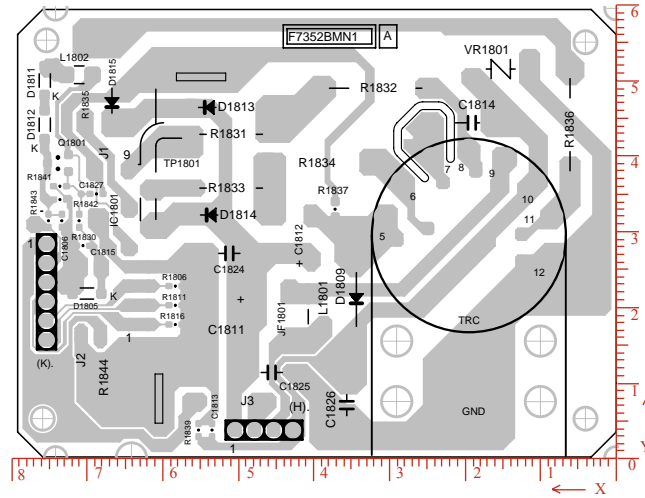 F7352BMN1 A
6
L1802
D1815
VR1801
D1811
K
R1835
D1813
R1832
C1814
5
D1812
K
Q1801
J1
9
TP1801
R1831
R1834
R1836
4
7
8
9
R1841
C1827
R1833
R1837
6
10
R1843
R1842
IC1801
D1814
11
1
C1806
R1830
C1815
C1824
+
C1812
5
3
12
D1805
K
R1806
R1811
R1816
+
C1811
JF1801
L1801
D1809
2
TRC
1
(K).
J2
R1844
C1825
1
C1813
R1839
J3
(H).
1
C1826
GND
Y
0
8
7
6
5
4
3
2
1
X